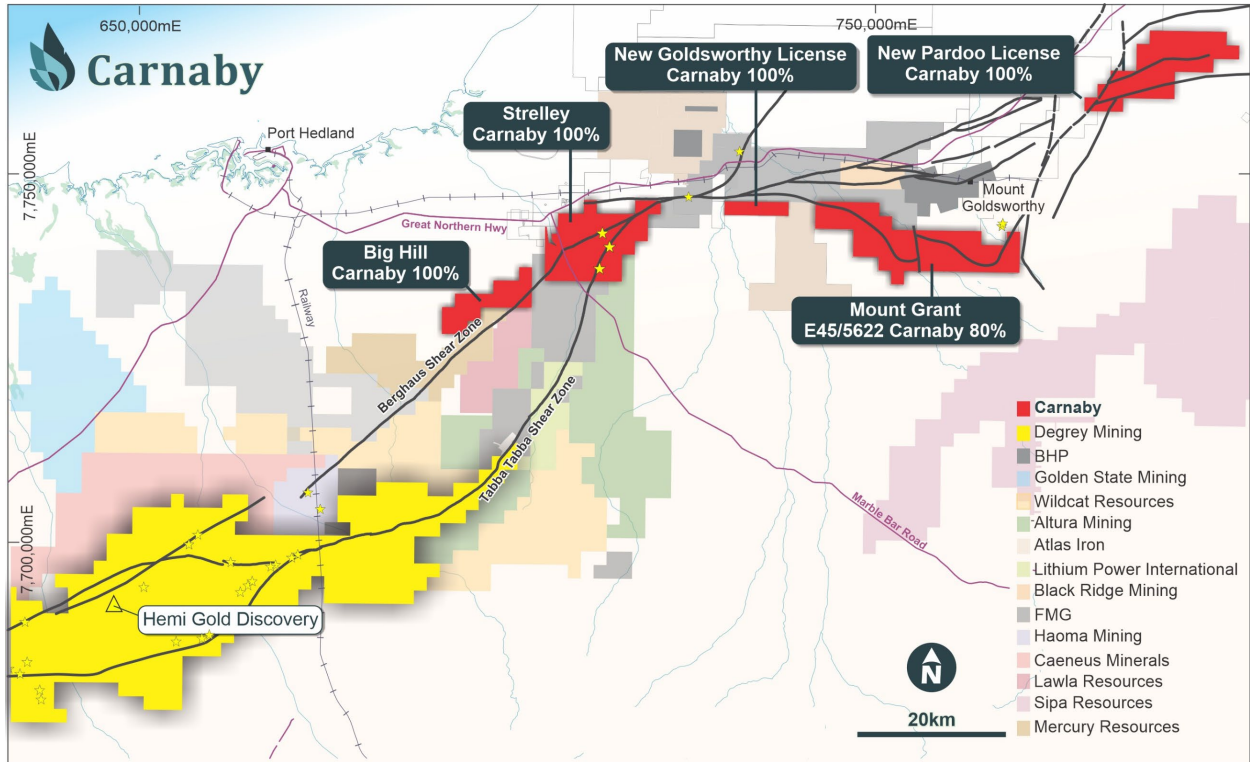 650,000mE
750,000mE
Carnaby
New Goldsworthy License
Carnaby 100%
New Pardoo License
Carnaby 100%
Strelley
Carnaby 100%
Port Hedland
7,750,000mE
Mount
Goldsworthy
Great Northern Hwy
Big Hill
Carnaby 100%
Railway
Mount Grant
E45/5622 Carnaby 80%
Berghaus Shear Zone
Tabba Tabba Shear Zone
Marble Bar Road
7,700,000mE
Hemi Gold Discovery
Carnaby
Degrey Mining
BHP
Golden State Mining
Wildcat Resources
Altura Mining
Atlas Iron
Lithium Power International
Black Ridge Mining
FMG
Haoma Mining
Caeneus Minerals
Lawla Resources
Sipa Resources
Mercury Resources
N
20km